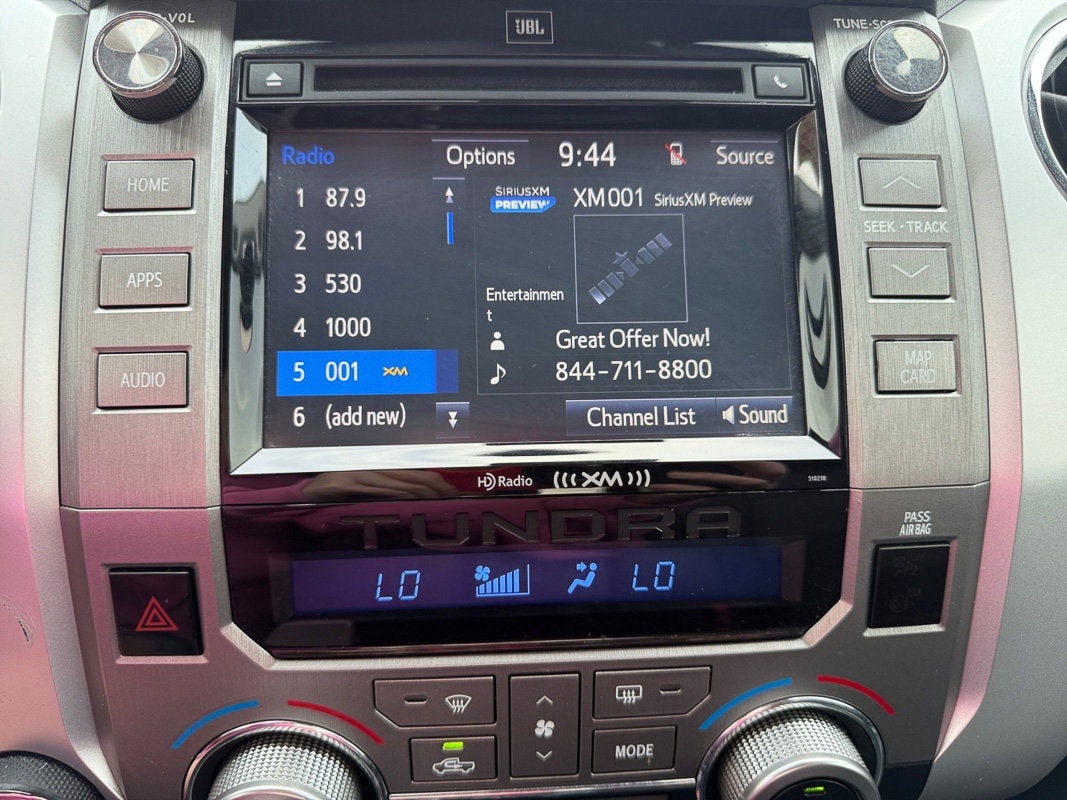 JBL
VOL
TUNE·SC
Radio
Options
9:44
Source
1 87.9
2 98.1
3 530
4 1000
5 001 XM
6 (add new)
SIRIUSXM
PREVIEW
XM001 SiriusXM Preview
Entertainmen
t
Great Offer Now!
844-711-8800
Channel List
Sound
HOME
APPS
AUDIO
SEEK · TRACK
MAP
CARD
HD Radio
(((XM)))
TUNDRA
LO
LO
PASS
AIR BAG
MODE